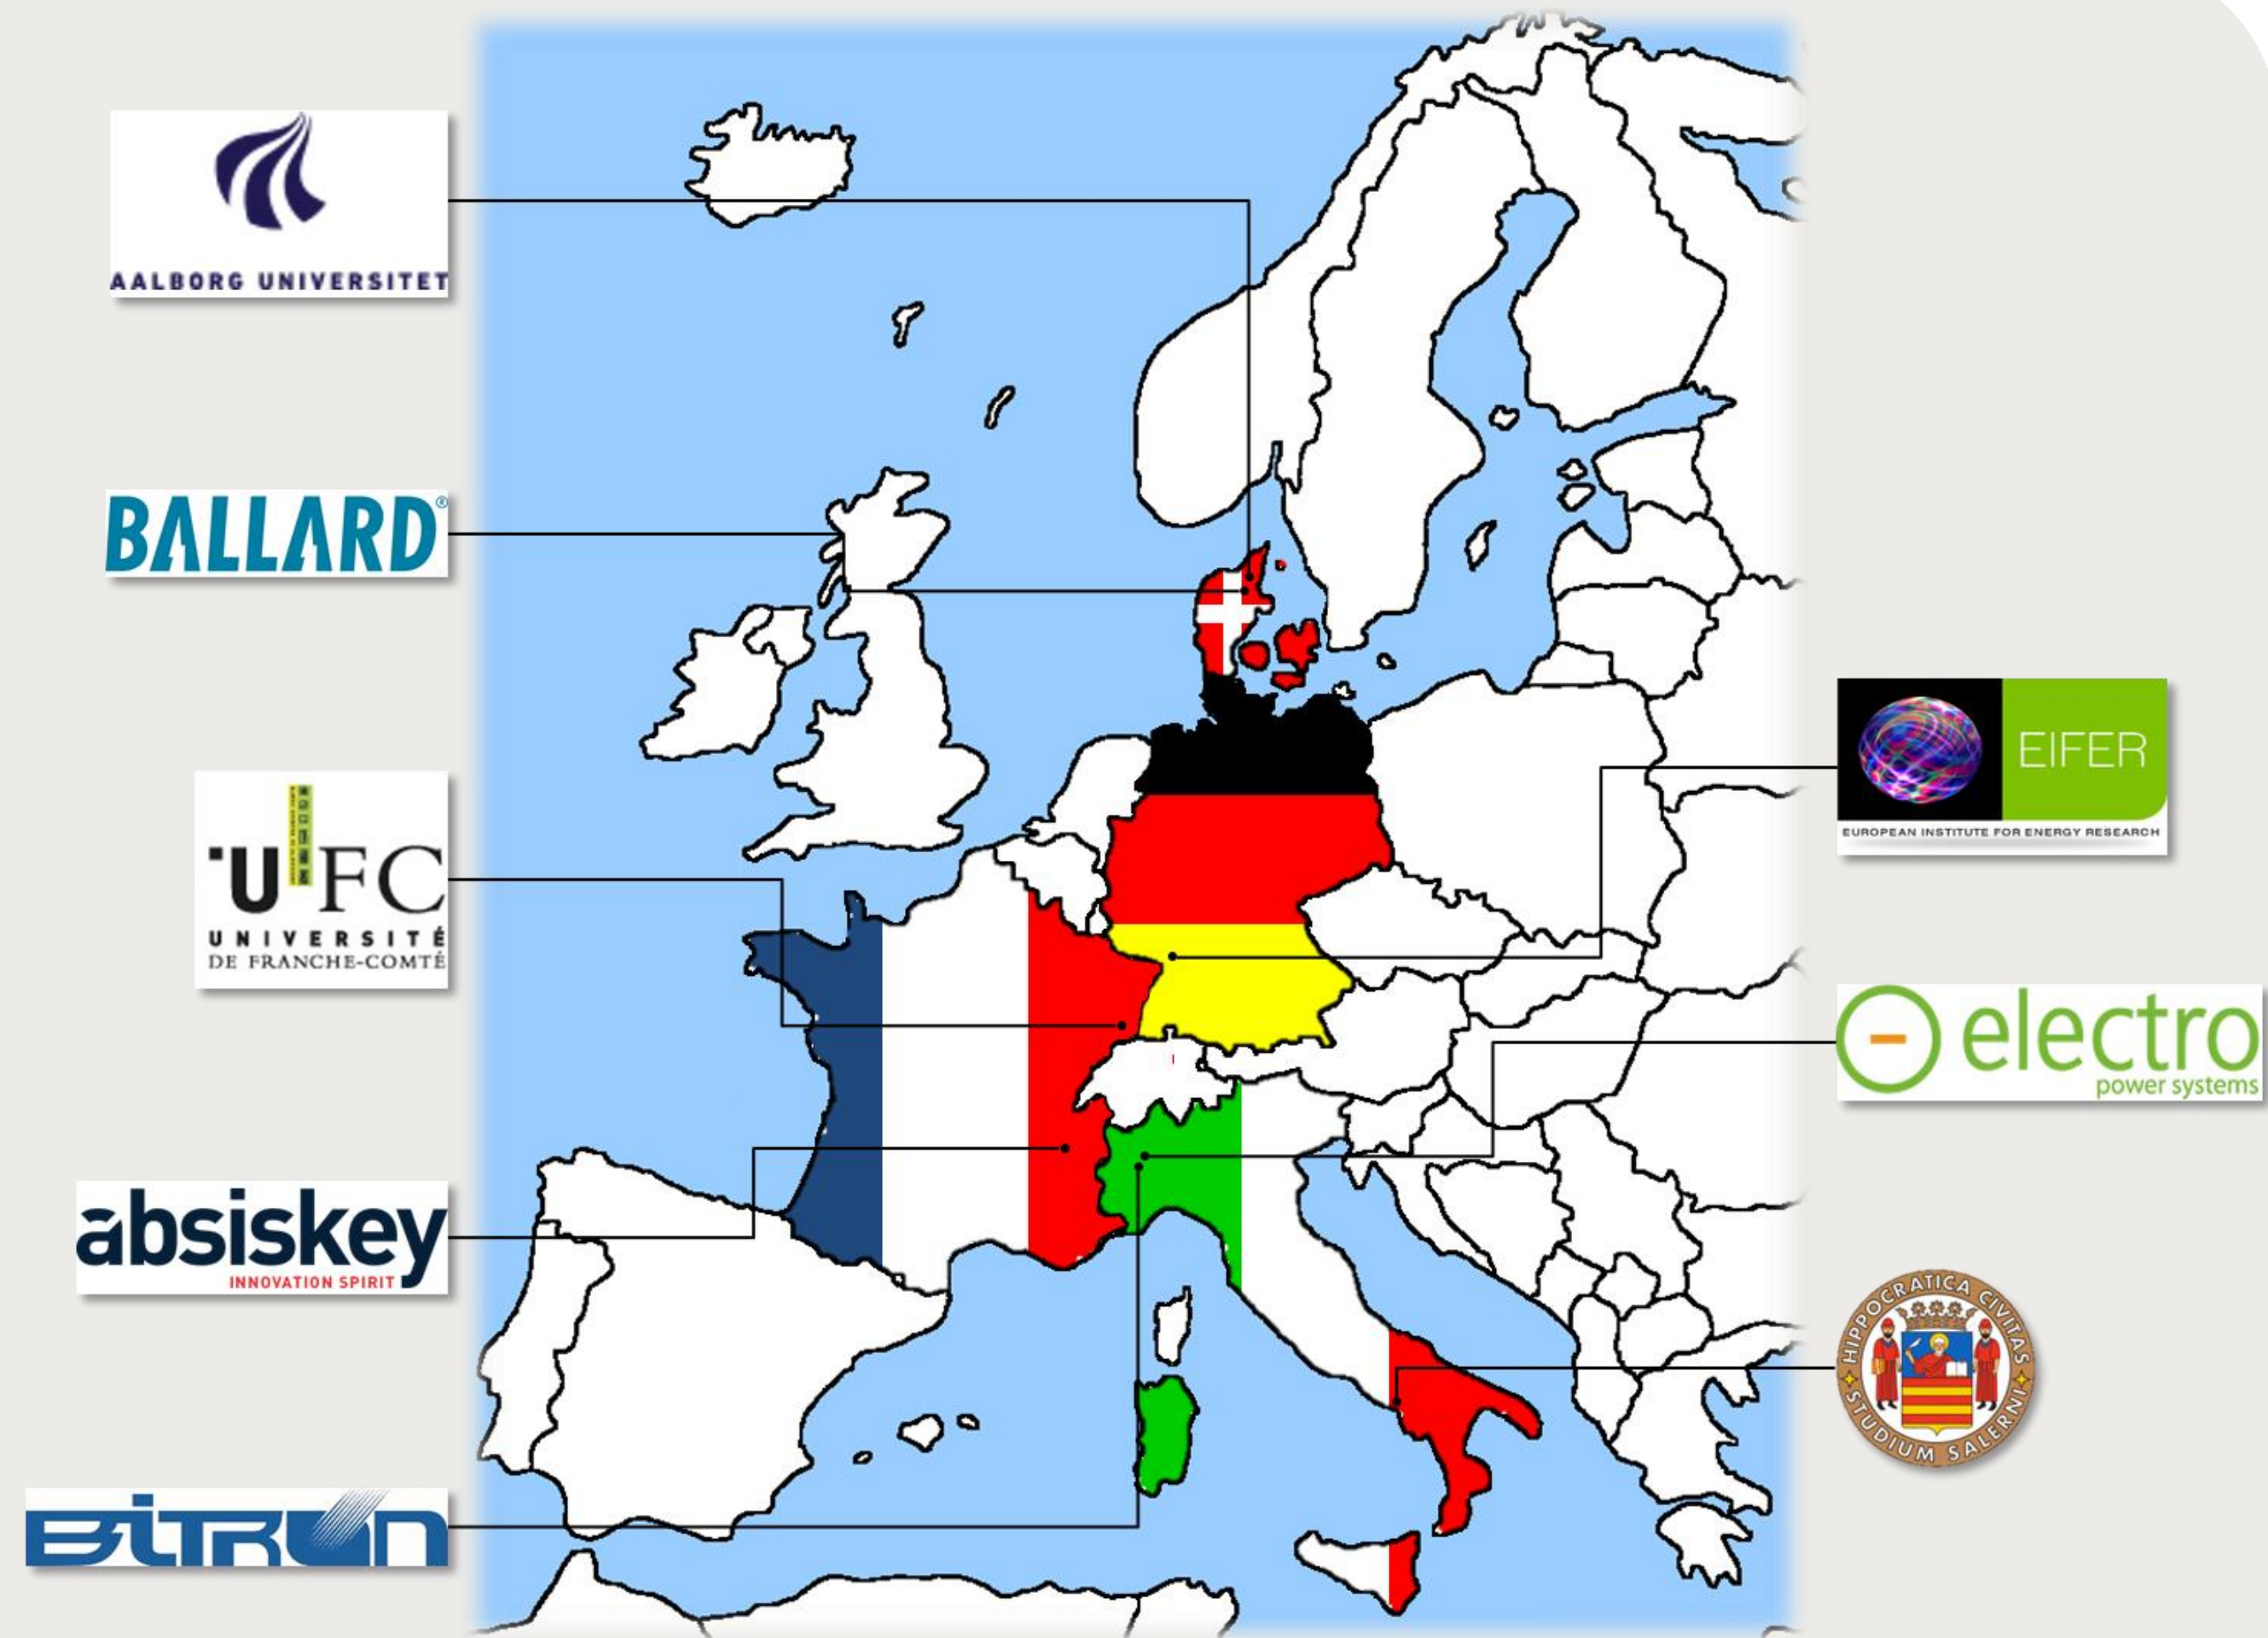 AALBORG UNIVERSITET
BALLARD®
UFC
UNIVERSITÉ
DE FRANCHE-COMTÉ
absiskey
INNOVATION SPIRIT
BITRON
EIFER
EUROPEAN INSTITUTE FOR ENERGY RESEARCH
electro
power systems
HIPPOCRATICA CIVITAS
STUDIUM SALERNI